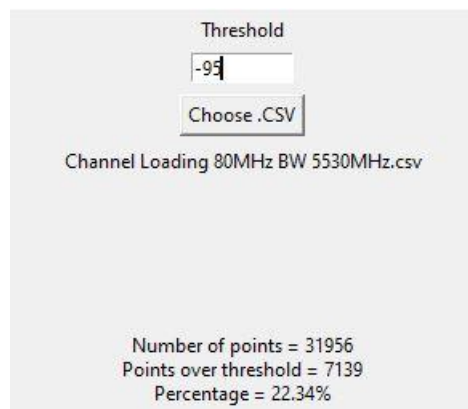 Threshold
-95
Choose .CSV
Channel Loading 80MHz BW 5530MHz.csv
Number of points = 31956
Points over threshold = 7139
Percentage = 22.34%